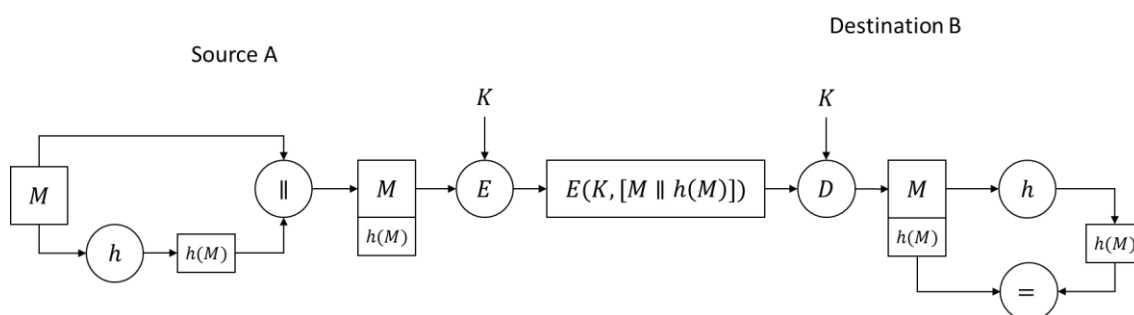 Destination B
Source A
K
K
M
‖
M
E
E(K, [M ‖ h(M)])
D
M
h
h
h(M)
h(M)
h(M)
h(M)
=